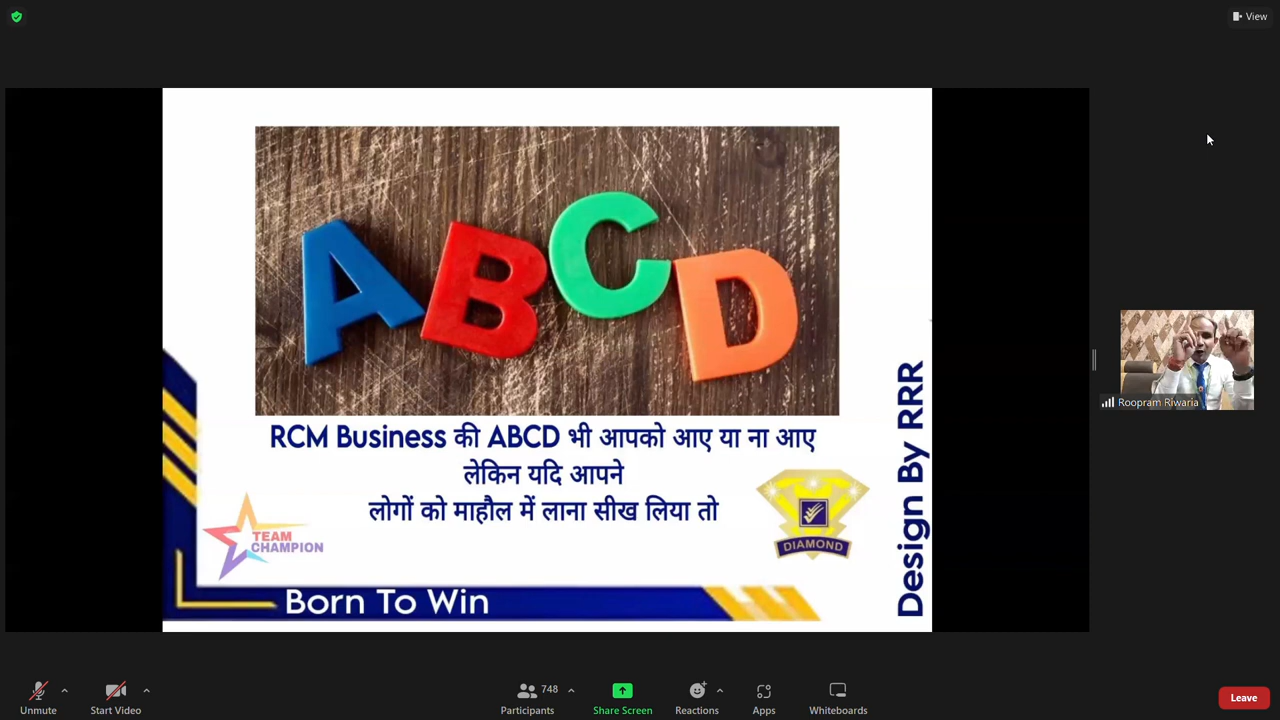 View
ABCD
RCM Business की ABCD भी आपको आए या ना आए
लेकिन यदि आपने
लोगों को माहौल में लाना सीख लिया तो
TEAM
CHAMPION
DIAMOND
Born To Win
Design By RRR
Roopram Riwaria
Unmute
Start Video
748
Participants
Share Screen
Reactions
Apps
Whiteboards
Leave